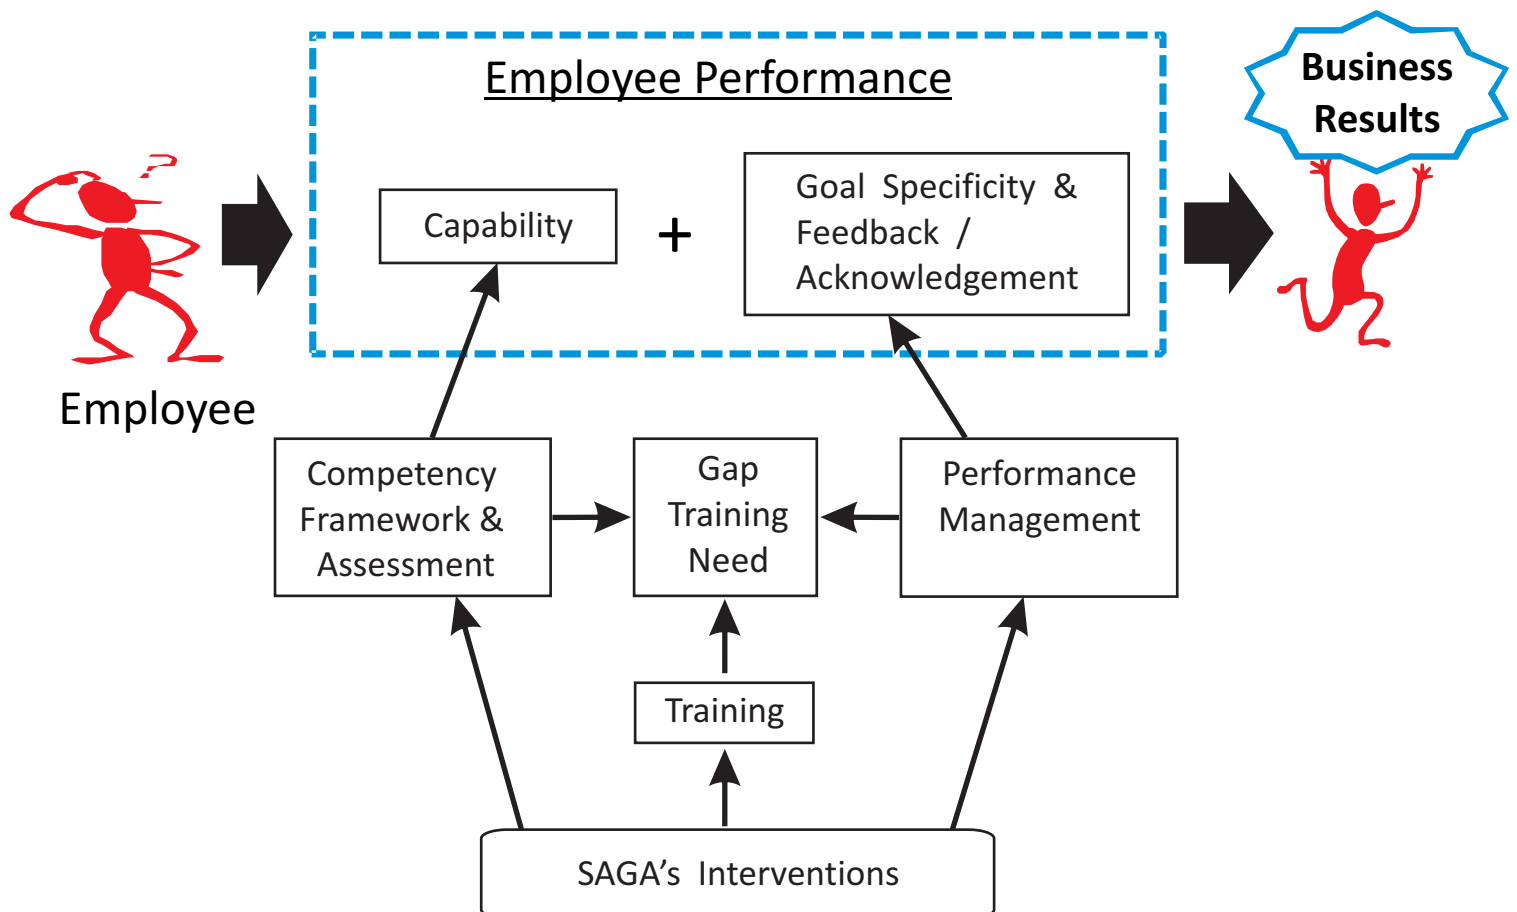 Employee Performance
Business
Results
?
Capability
+
Goal Specificity &
Feedback /
Acknowledgement
Employee
Competency
Framework &
Assessment
Gap
Training
Need
Performance
Management
Training
SAGA's Interventions